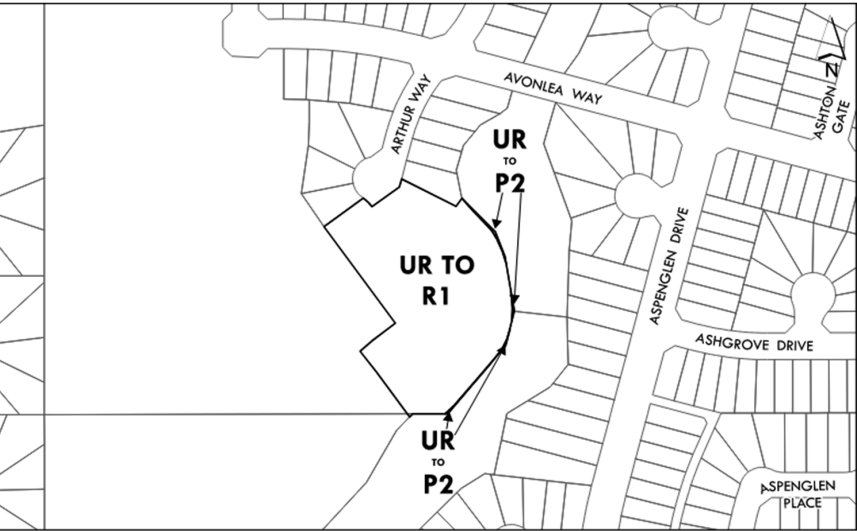 AVONLEA WAY
ARTHUR WAY
ASHTON
GATE
UR
TO
P2
UR TO
R1
ASPENGLEN DRIVE
ASHGROVE DRIVE
UR
TO
P2
ASPENGLEN
PLACE
N